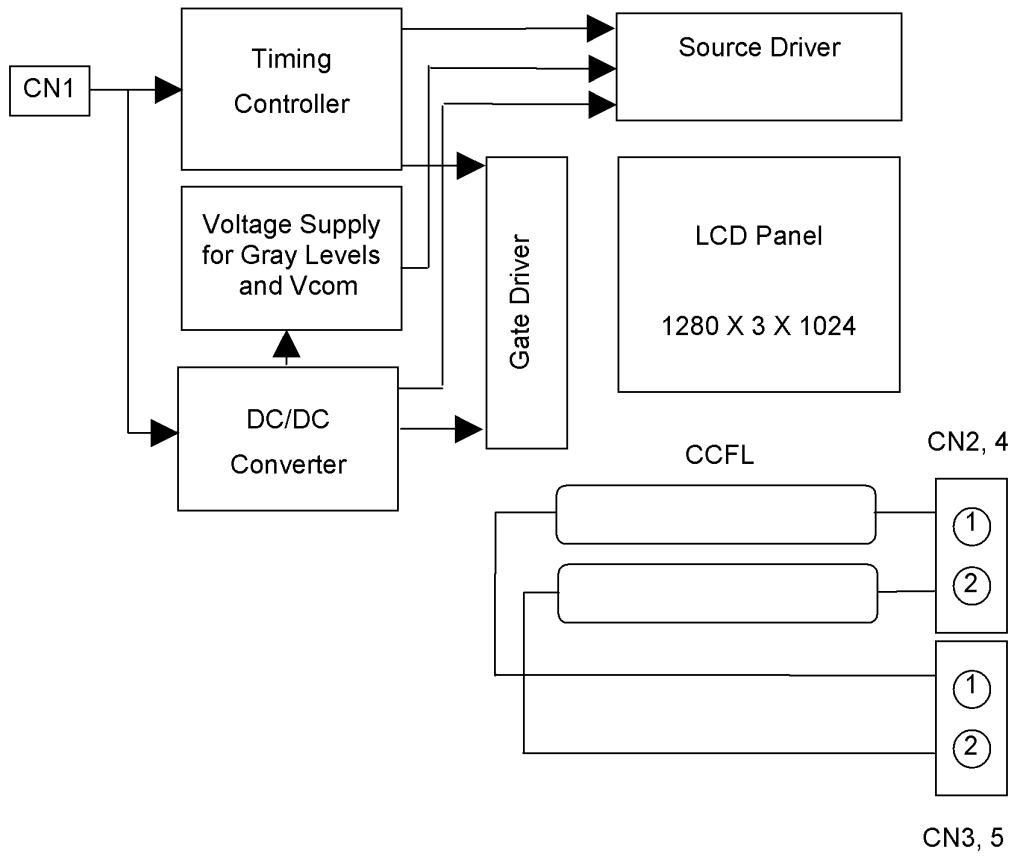 CN1
Timing
Controller
Source Driver
Voltage Supply
for Gray Levels
and Vcom
Gate Driver
LCD Panel
1280 X 3 X 1024
DC/DC
Converter
CCFL
CN2, 4
1
2
1
2
CN3, 5